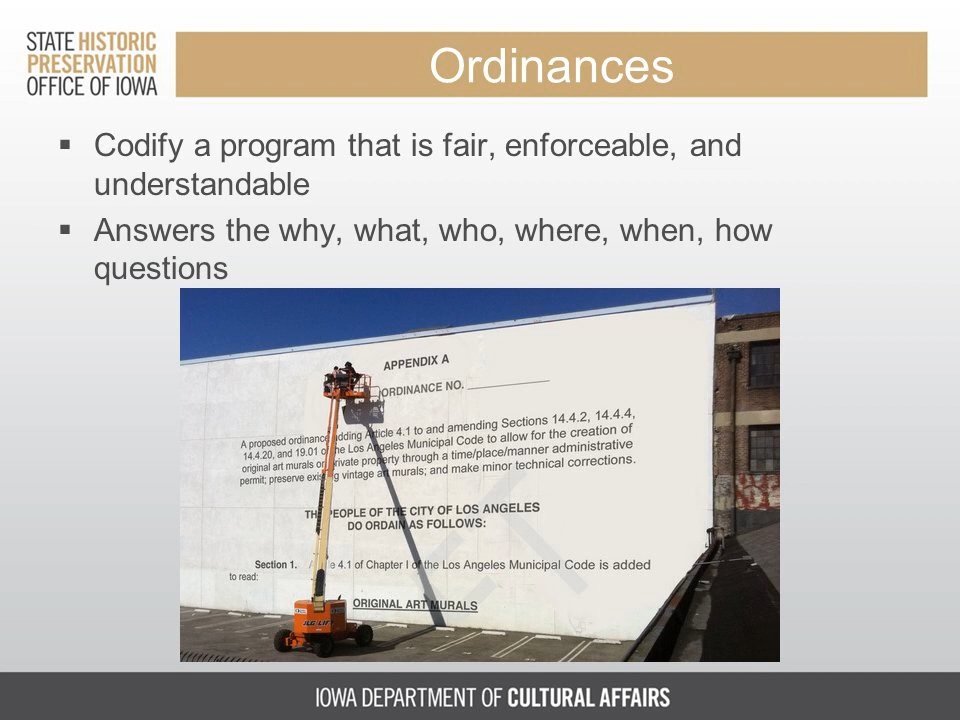 STATE HISTORIC
PRESERVATION
OFFICE OF IOWA
Ordinances
▪ Codify a program that is fair, enforceable, and
understandable
▪ Answers the why, what, who, where, when, how
questions
APPENDIX A
ORDINANCE NO. _______________
A proposed ordinance adding Article 4.1 to and amending Sections 14.4.2, 14.4.4,
14.4.20, and 19.01 of the Los Angeles Municipal Code to allow for the creation of
original art murals on private property through a time/place/manner administrative
permit; preserve existing vintage art murals; and make minor technical corrections.
THE PEOPLE OF THE CITY OF LOS ANGELES
DO ORDAIN AS FOLLOWS:
Section 1. Article 4.1 of Chapter I of the Los Angeles Municipal Code is added
to read:
ORIGINAL ART MURALS
JLG LIFT
IOWA DEPARTMENT OF CULTURAL AFFAIRS